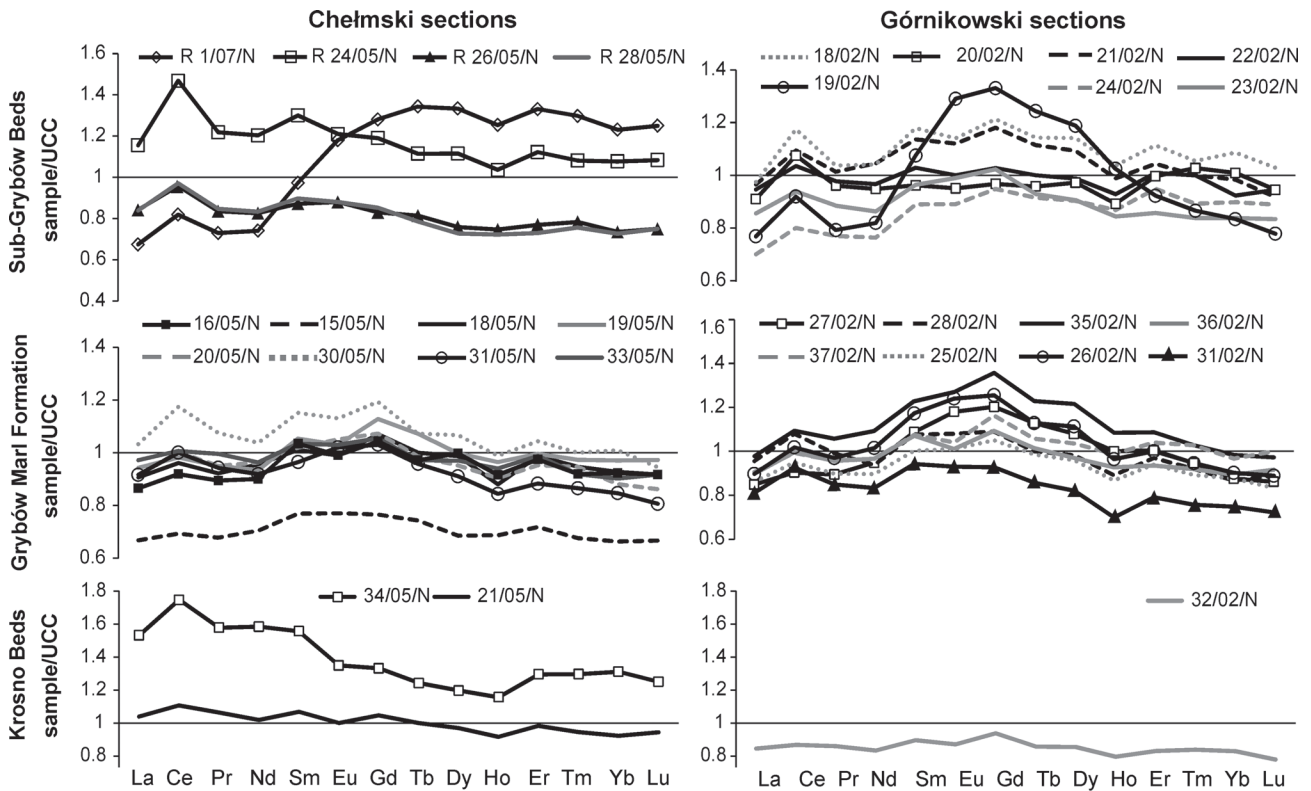 Chełmski sections
Górnikowski sections
Sub-Grybów Beds
sample/UCC
1.6
1.4
1.2
1
0.8
0.6
0.4
R 1/07/N R 24/05/N R 26/05/N R 28/05/N
1.4
1.2
1
0.8
0.6
18/02/N 20/02/N 21/02/N 22/02/N
19/02/N 24/02/N 23/02/N
Grybów Marl Formation
sample/UCC
1.4
1.2
1
0.8
0.6
16/05/N 15/05/N 18/05/N 19/05/N
20/05/N 30/05/N 31/05/N 33/05/N
1.6
1.4
1.2
1
0.8
0.6
27/02/N 28/02/N 35/02/N 36/02/N
37/02/N 25/02/N 26/02/N 31/02/N
Krosno Beds
sample/UCC
1.8
1.6
1.4
1.2
1
0.8
34/05/N 21/05/N
La Ce Pr Nd Sm Eu Gd Tb Dy Ho Er Tm Yb Lu
1.8
1.6
1.4
1.2
1
0.8
32/02/N
La Ce Pr Nd Sm Eu Gd Tb Dy Ho Er Tm Yb Lu